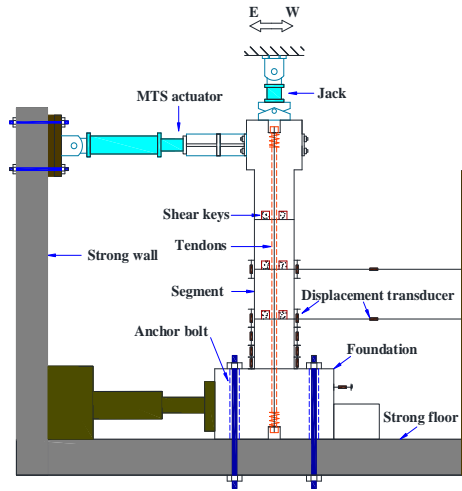 E W
Jack
MTS actuator
Shear keys
Tendons
Strong wall
Segment
Displacement transducer
Anchor bolt
Foundation
Strong floor